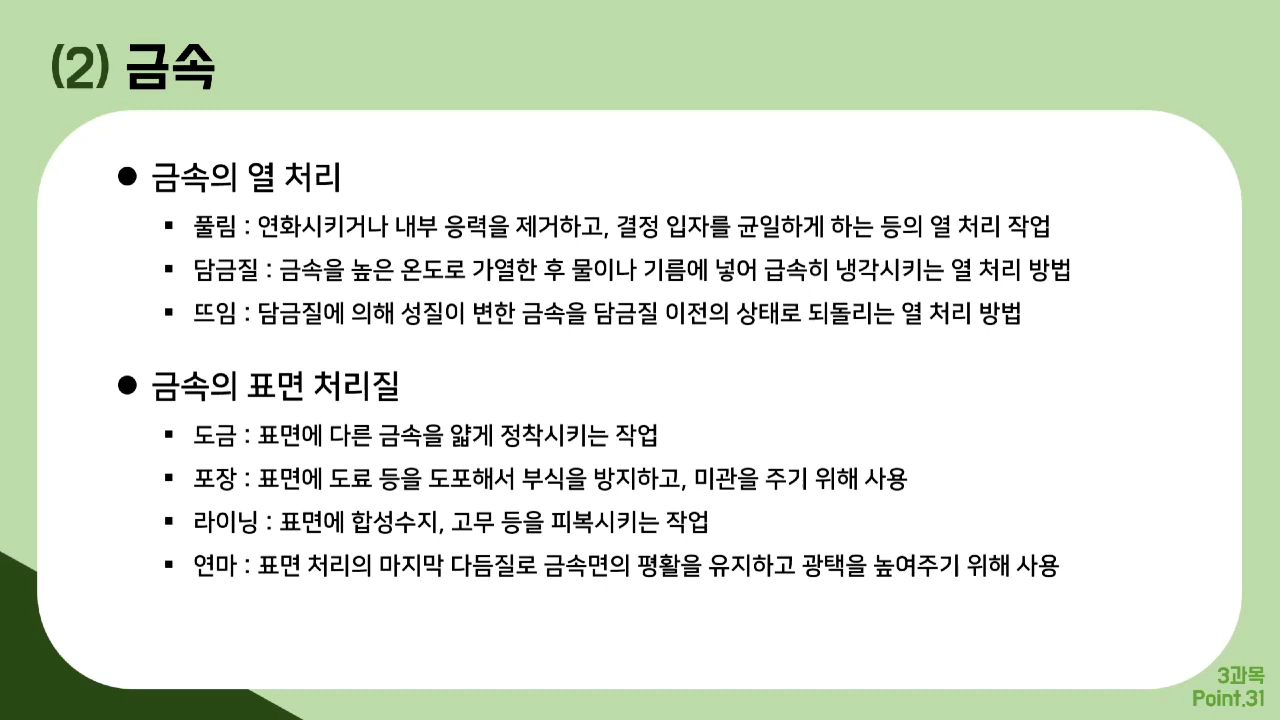 (2) 금속
● 금속의 열 처리
▪ 풀림 : 연화시키거나 내부 응력을 제거하고, 결정 입자를 균일하게 하는 등의 열 처리 작업
▪ 담금질 : 금속을 높은 온도로 가열한 후 물이나 기름에 넣어 급속히 냉각시키는 열 처리 방법
▪ 뜨임 : 담금질에 의해 성질이 변한 금속을 담금질 이전의 상태로 되돌리는 열 처리 방법
● 금속의 표면 처리질
▪ 도금 : 표면에 다른 금속을 얇게 정착시키는 작업
▪ 포장 : 표면에 도료 등을 도포해서 부식을 방지하고, 미관을 주기 위해 사용
▪ 라이닝 : 표면에 합성수지, 고무 등을 피복시키는 작업
▪ 연마 : 표면 처리의 마지막 다듬질로 금속면의 평활을 유지하고 광택을 높여주기 위해 사용
3과목
Point.31